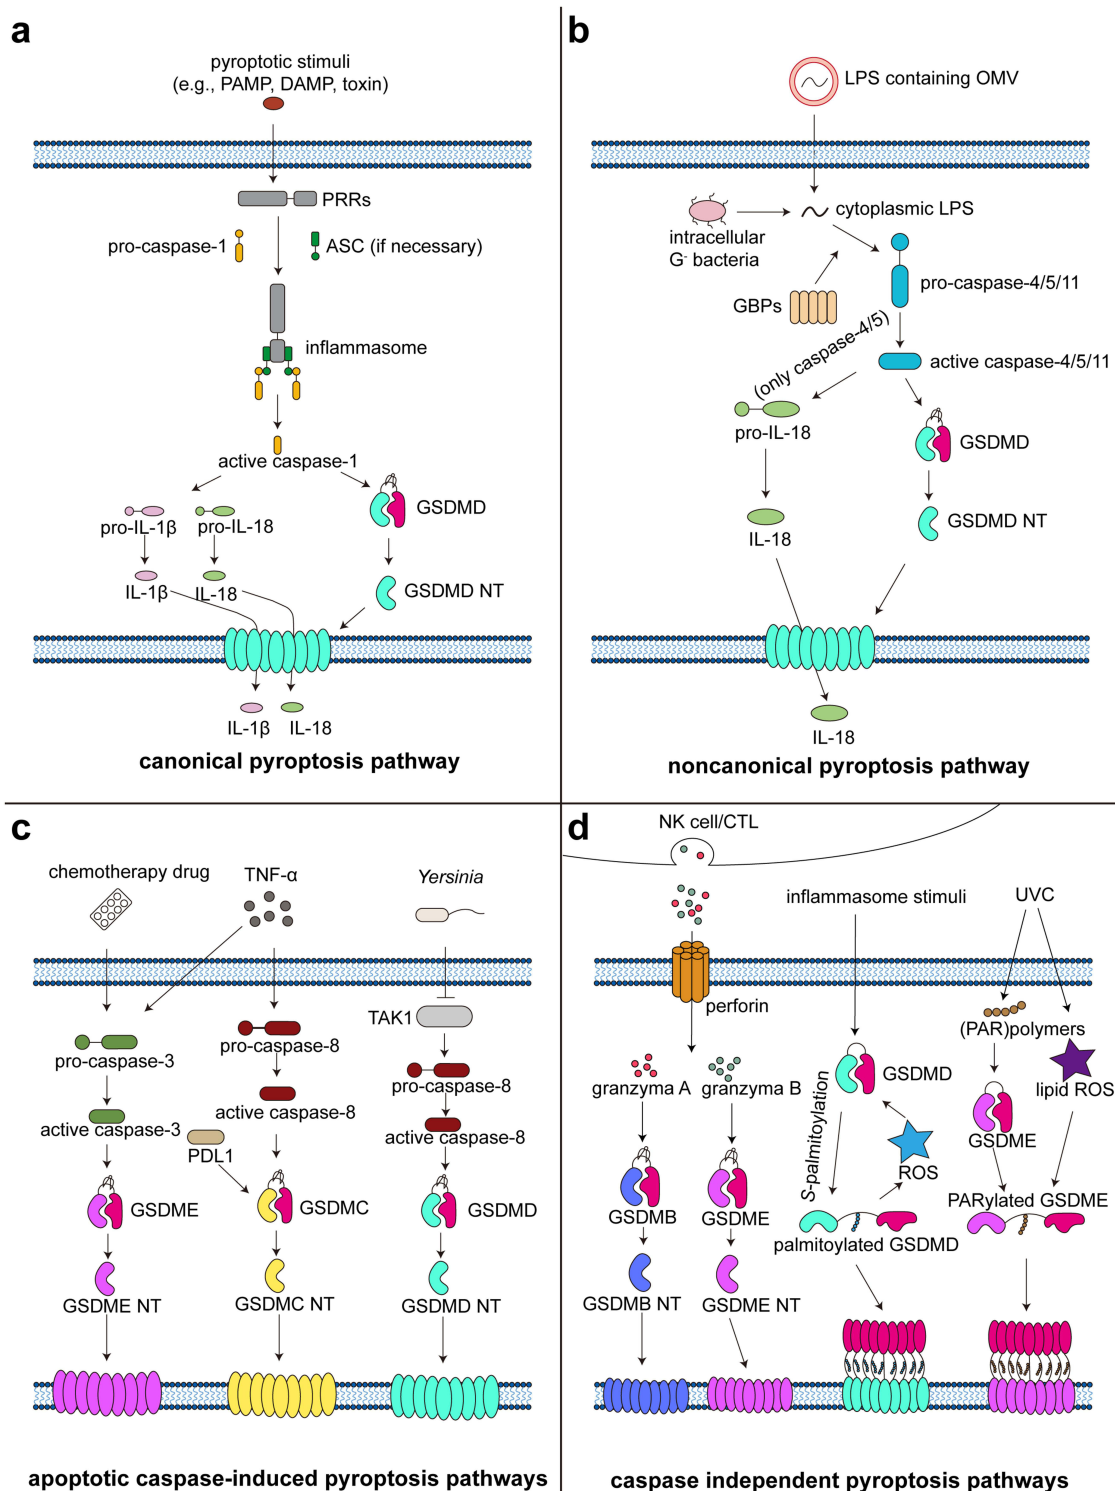 a
pyroptotic stimuli
(e.g., PAMP, DAMP, toxin)
PRRs
pro-caspase-1
ASC (if necessary)
inflammasome
active caspase-1
pro-IL-1β
pro-IL-18
GSDMD
IL-1β
IL-18
GSDMD NT
IL-1β
IL-18
canonical pyroptosis pathway
b
LPS containing OMV
cytoplasmic LPS
intracellular
G- bacteria
GBPs
pro-caspase-4/5/11
(only caspase-4/5)
active caspase-4/5/11
pro-IL-18
GSDMD
IL-18
GSDMD NT
IL-18
noncanonical pyroptosis pathway
c
chemotherapy drug
TNF-α
Yersinia
TAK1
pro-caspase-3
pro-caspase-8
pro-caspase-8
active caspase-3
active caspase-8
active caspase-8
PDL1
GSDME
GSDMC
GSDMD
GSDME NT
GSDMC NT
GSDMD NT
apoptotic caspase-induced pyroptosis pathways
d
NK cell/CTL
inflammasome stimuli
UVC
perforin
(PAR)polymers
granzyma A
granzyma B
GSDMD
lipid ROS
S-palmitoylation
GSDME
ROS
GSDMB
GSDME
palmitoylated GSDMD
PARylated GSDME
GSDMB NT
GSDME NT
caspase independent pyroptosis pathways